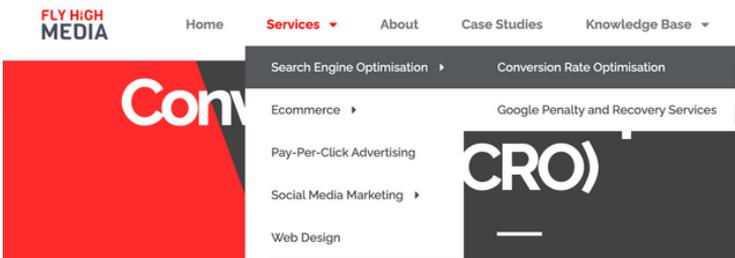 FLY HIGH
MEDIA
Home
Services
About
Case Studies
Knowledge Base
Search Engine Optimisation
Conversion Rate Optimisation
Ecommerce
Google Penalty and Recovery Services
Pay-Per-Click Advertising
Social Media Marketing
Web Design
Conv
CRO)